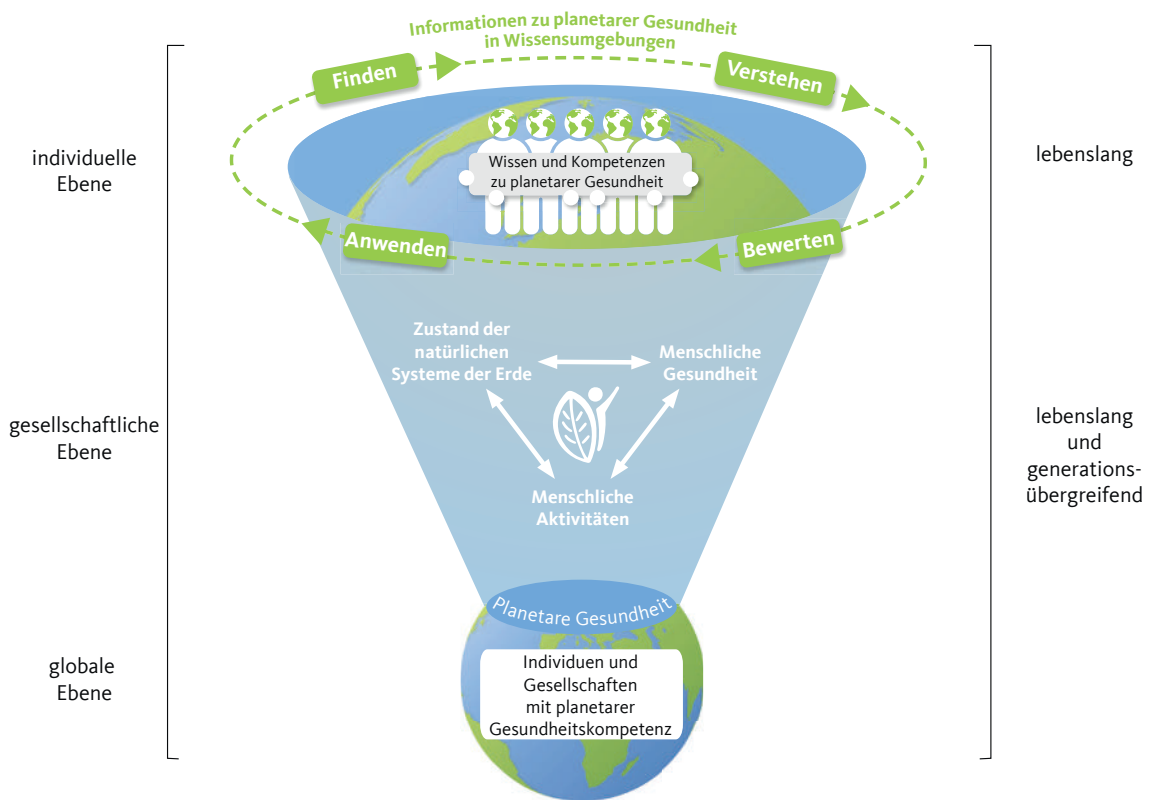 Informationen zu planetarer Gesundheit
in Wissensumgebungen
Finden
Verstehen
individuelle
Ebene
Wissen und Kompetenzen
zu planetarer Gesundheit
lebenslang
Anwenden
Bewerten
Zustand der
natürlichen
Systeme der Erde
Menschliche
Gesundheit
gesellschaftliche
Ebene
lebenslang
und
generations-
übergreifend
Menschliche
Aktivitäten
Planetare Gesundheit
globale
Ebene
Individuen und
Gesellschaften
mit planetarer
Gesundheitskompetenz